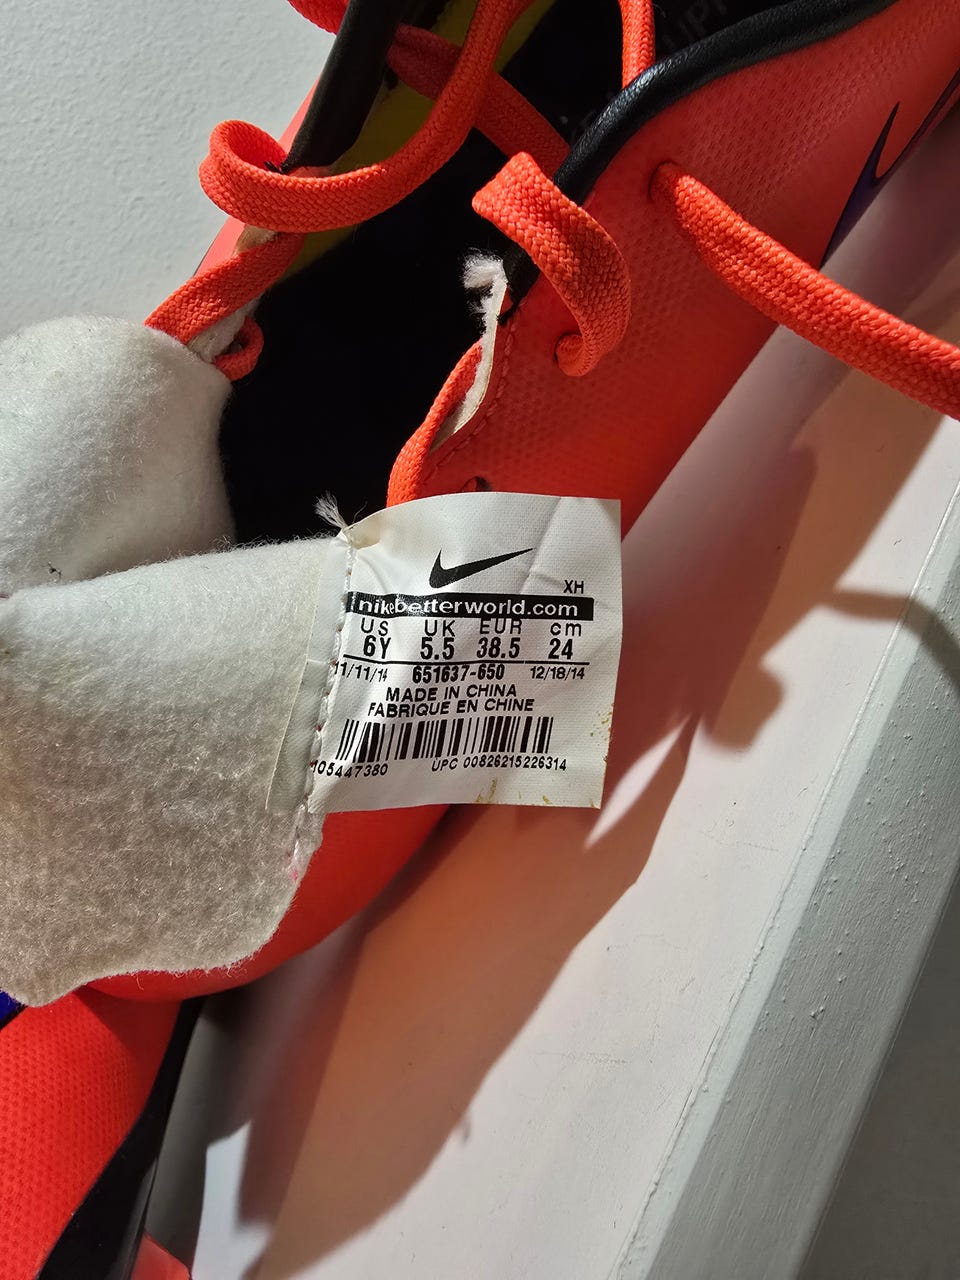 XH
nikebetterworld.com
US UK EUR cm
6Y 5.5 38.5 24
11/11/14 651637-650 12/18/14
MADE IN CHINA
FABRIQUE EN CHINE
105447380 UPC 00826215226314